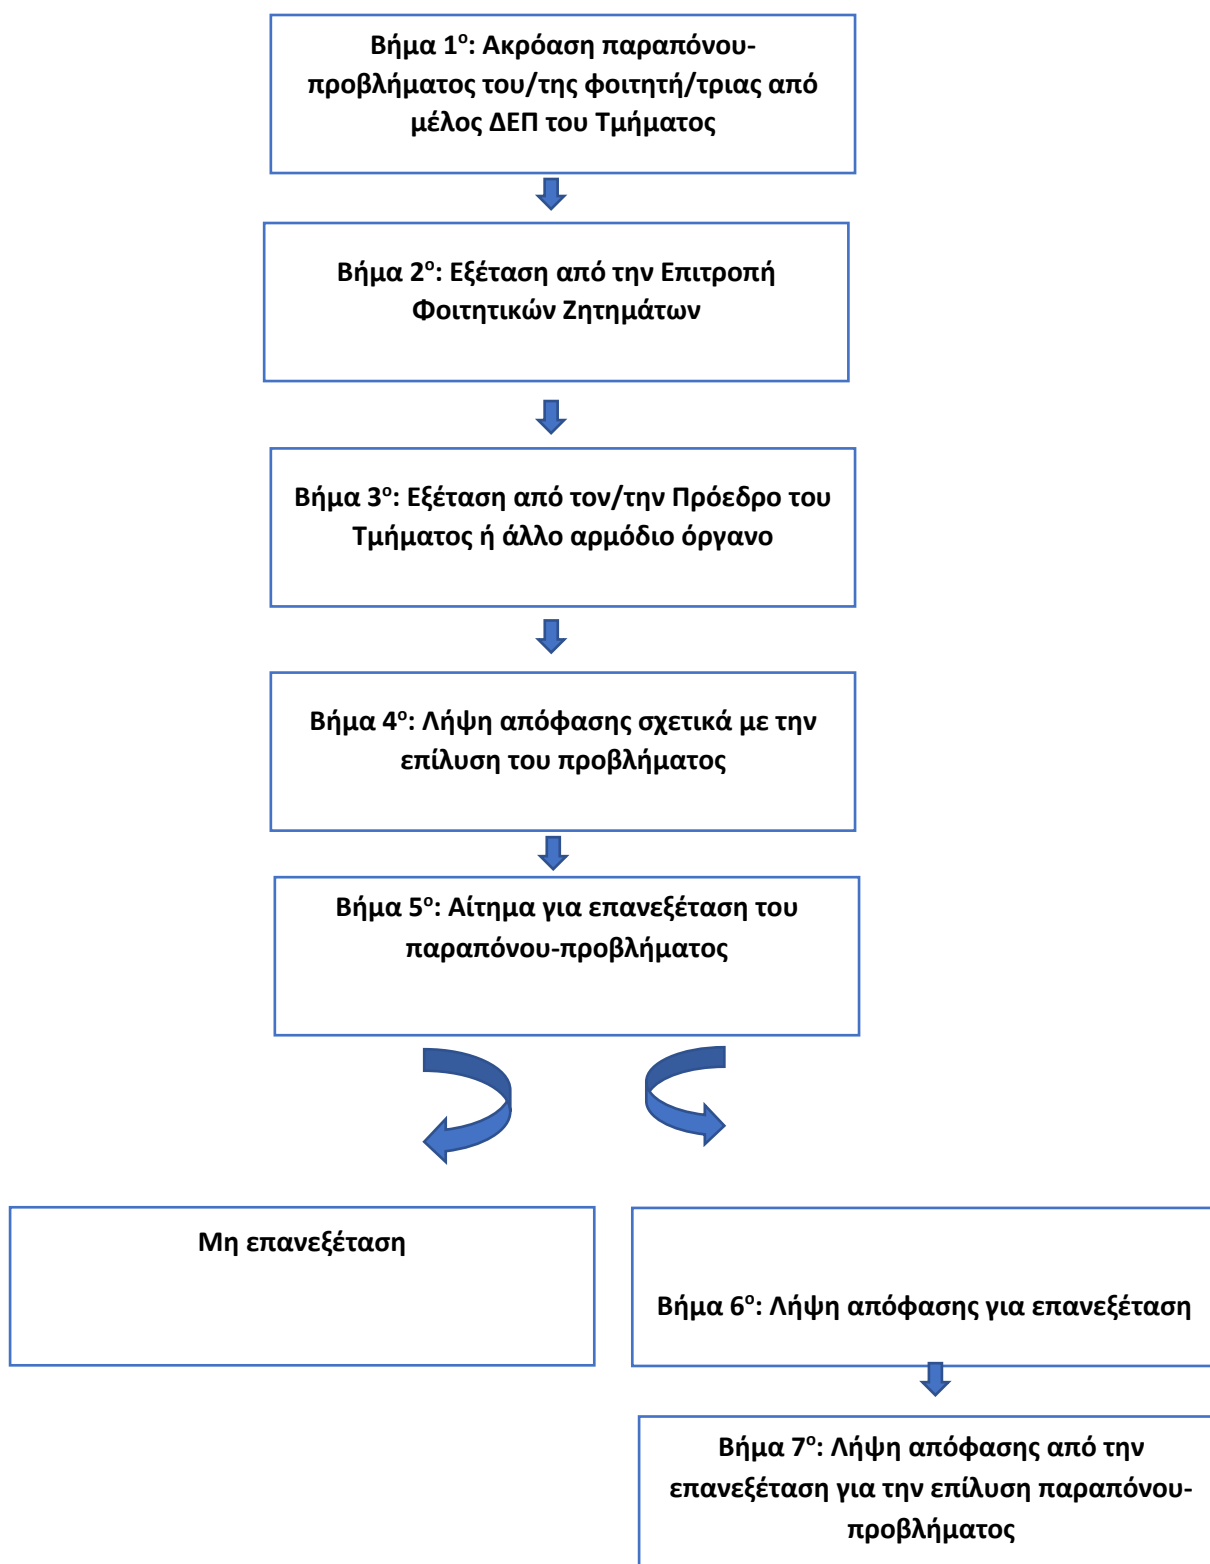 Βήμα 1ο: Ακρόαση παραπόνου-
προβλήματος του/της φοιτητή/τριας από
μέλος ΔΕΠ του Τμήματος
Βήμα 2ο: Εξέταση από την Επιτροπή
Φοιτητικών Ζητημάτων
Βήμα 3ο: Εξέταση από τον/την Πρόεδρο του
Τμήματος ή άλλο αρμόδιο όργανο
Βήμα 4ο: Λήψη απόφασης σχετικά με την
επίλυση του προβλήματος
Βήμα 5ο: Αίτημα για επανεξέταση του
παραπόνου-προβλήματος
Μη επανεξέταση
Βήμα 6ο: Λήψη απόφασης για επανεξέταση
Βήμα 7ο: Λήψη απόφασης από την
επανεξέταση για την επίλυση παραπόνου-
προβλήματος